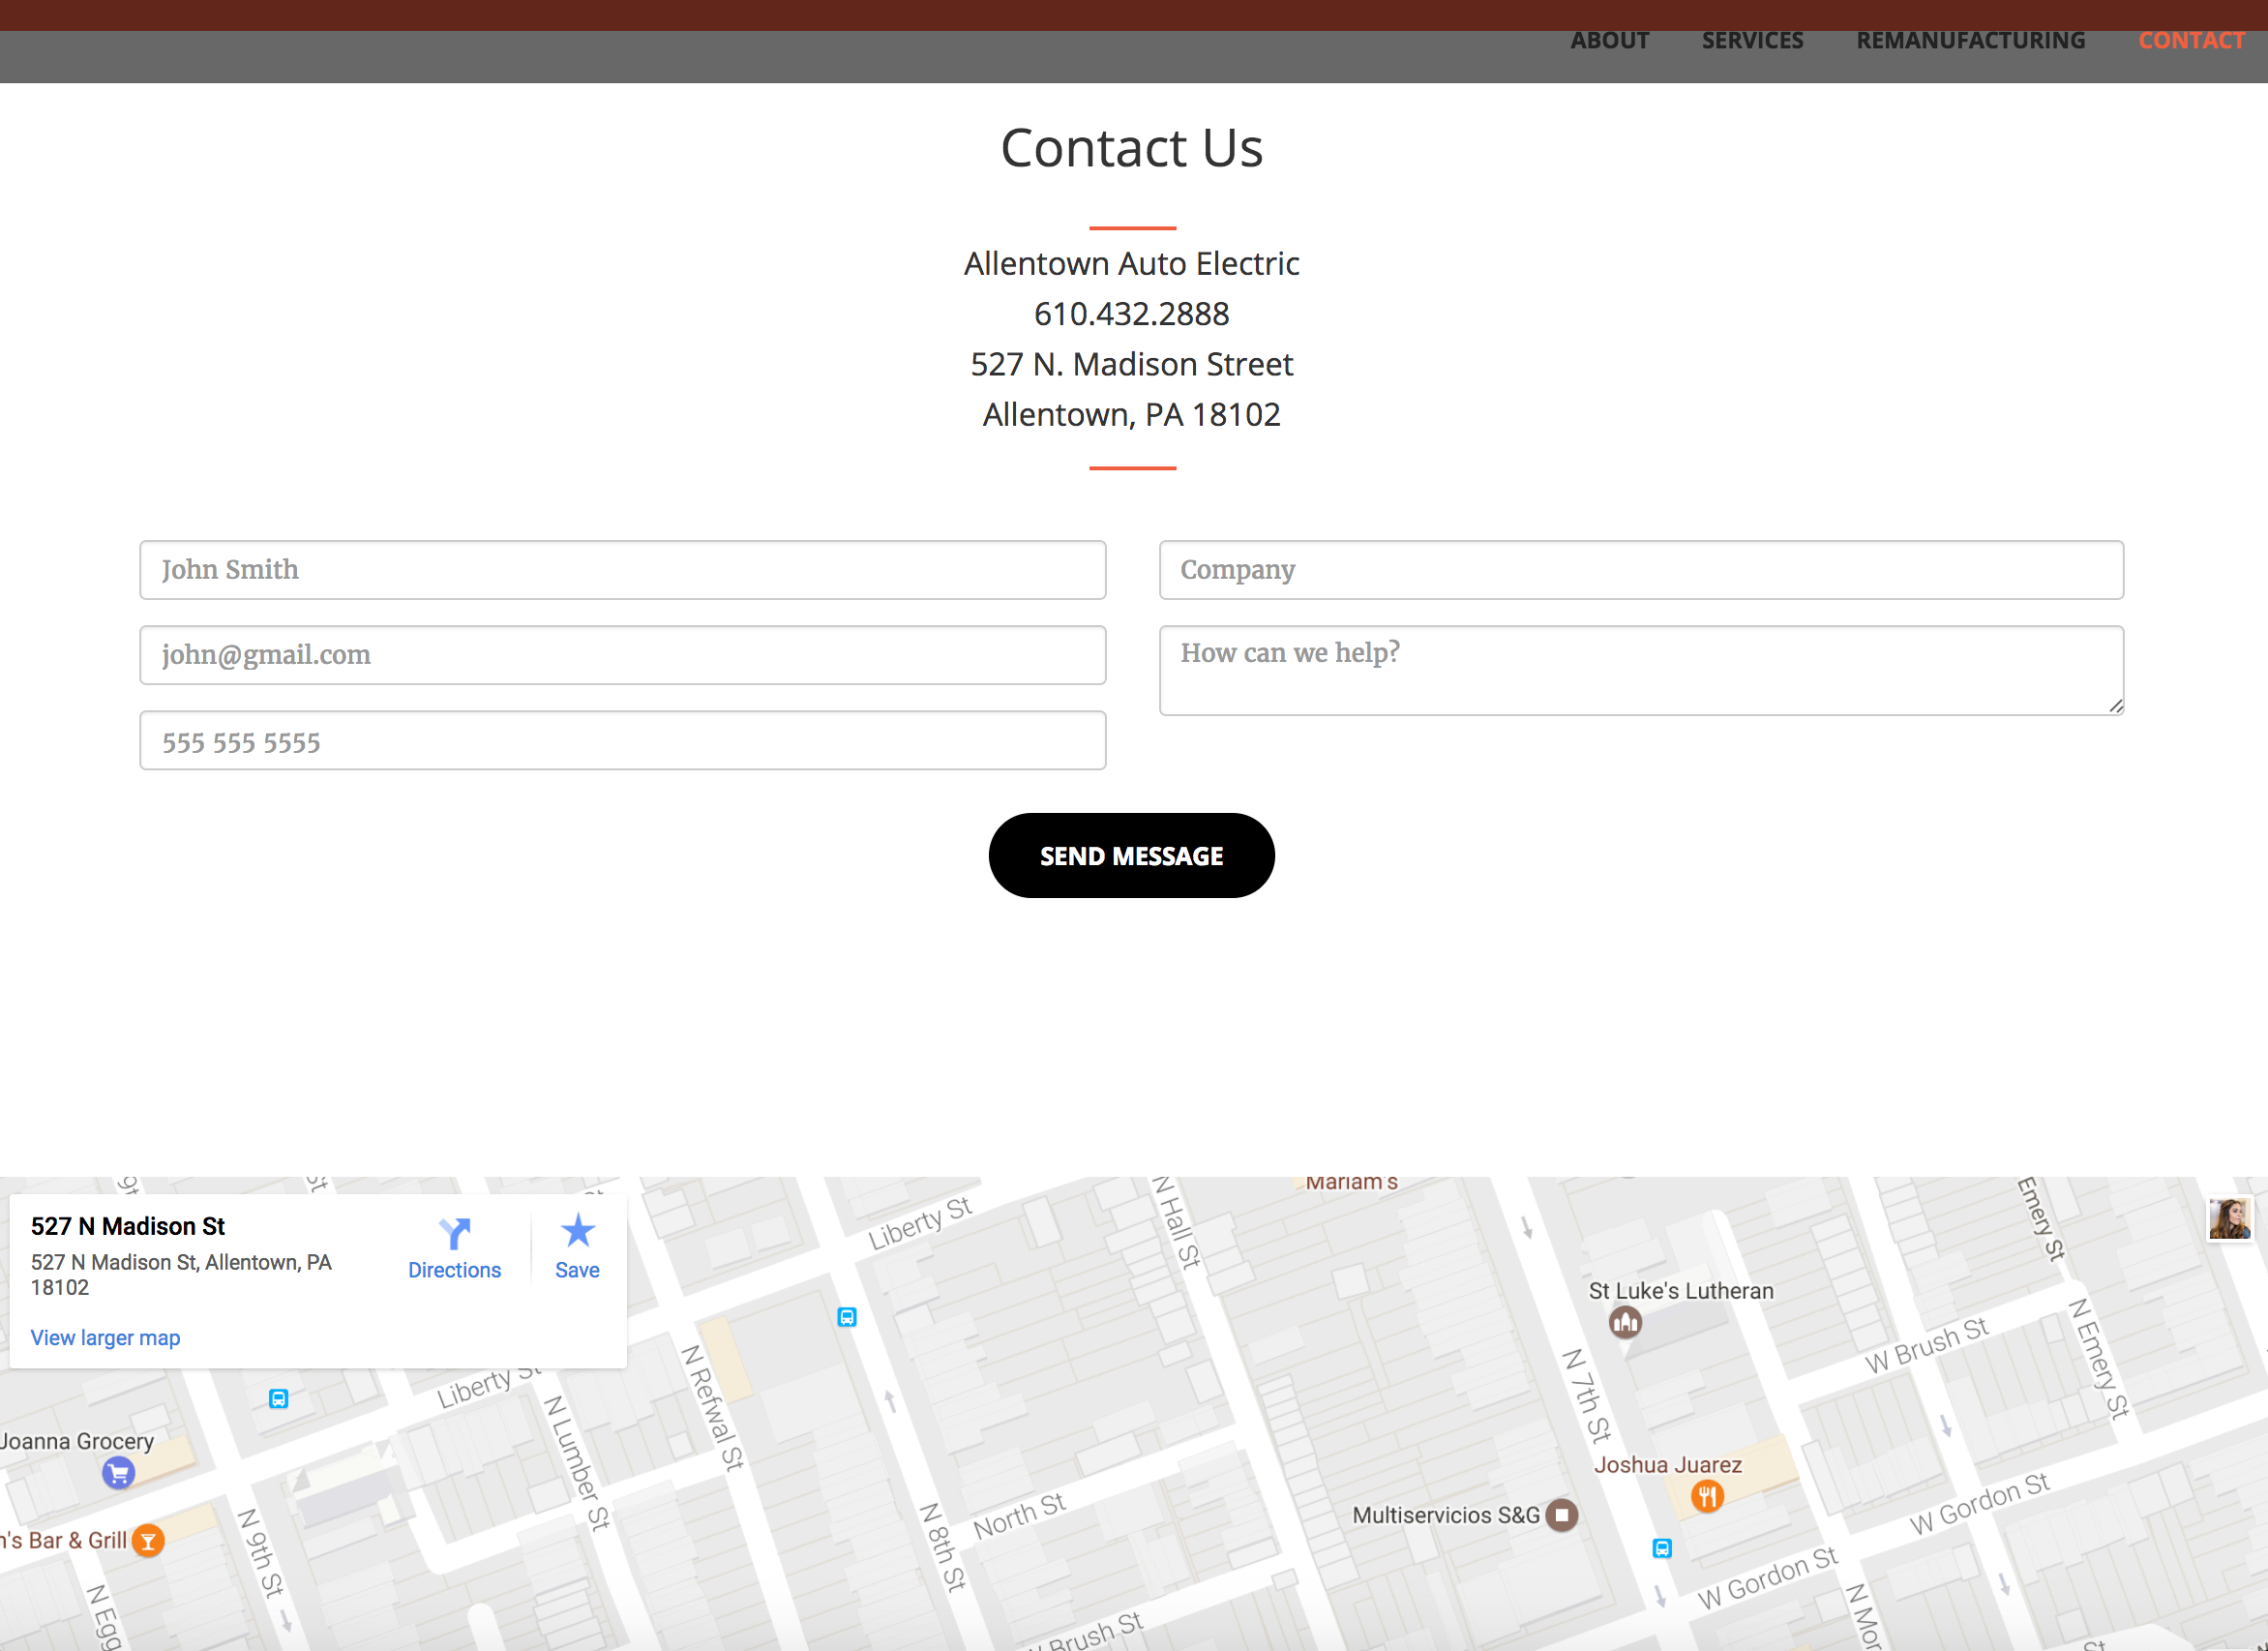 ABOUT SERVICES REMANUFACTURING CONTACT
Contact Us
Allentown Auto Electric
610.432.2888
527 N. Madison Street
Allentown, PA 18102
John Smith
Company
john@gmail.com
How can we help?
555 555 5555
SEND MESSAGE
527 N Madison St
527 N Madison St, Allentown, PA
18102
Directions
Save
View larger map
Mariam's
Liberty St
N Hall St
Emery St
St Luke's Lutheran
W Brush St
N Emery St
N Refwal St
N 7th St
Liberty St
N Lumber St
Joanna Grocery
Joshua Juarez
North St
Multiservicios S&G
W Gordon St
N 9th St
N 8th St
's Bar & Grill
W Gordon St
N Egg
N Mor
Brush St
St